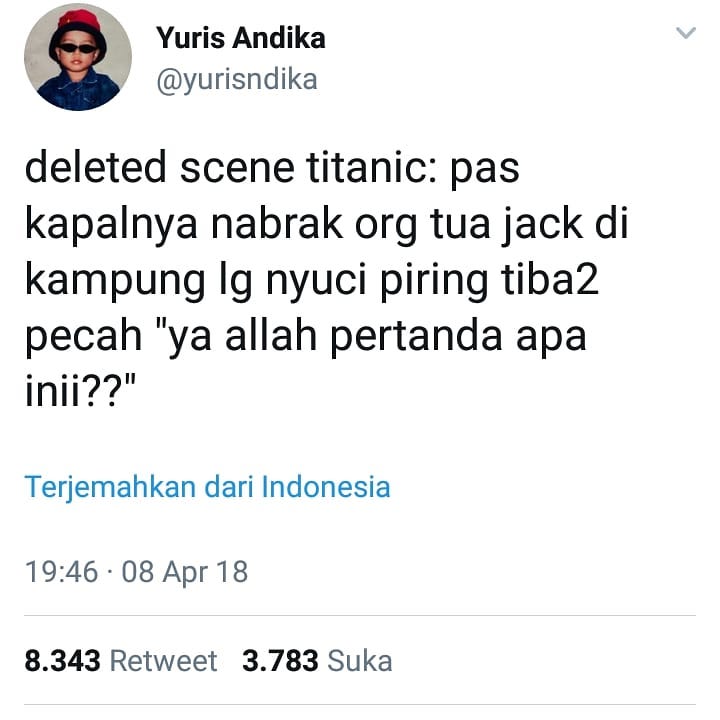 Yuris Andika
@yurisndika
deleted scene titanic: pas
kapalnya nabrak org tua jack di
kampung lg nyuci piring tiba2
pecah "ya allah pertanda apa
inii??"
Terjemahkan dari Indonesia
19:46 · 08 Apr 18
8.343 Retweet 3.783 Suka